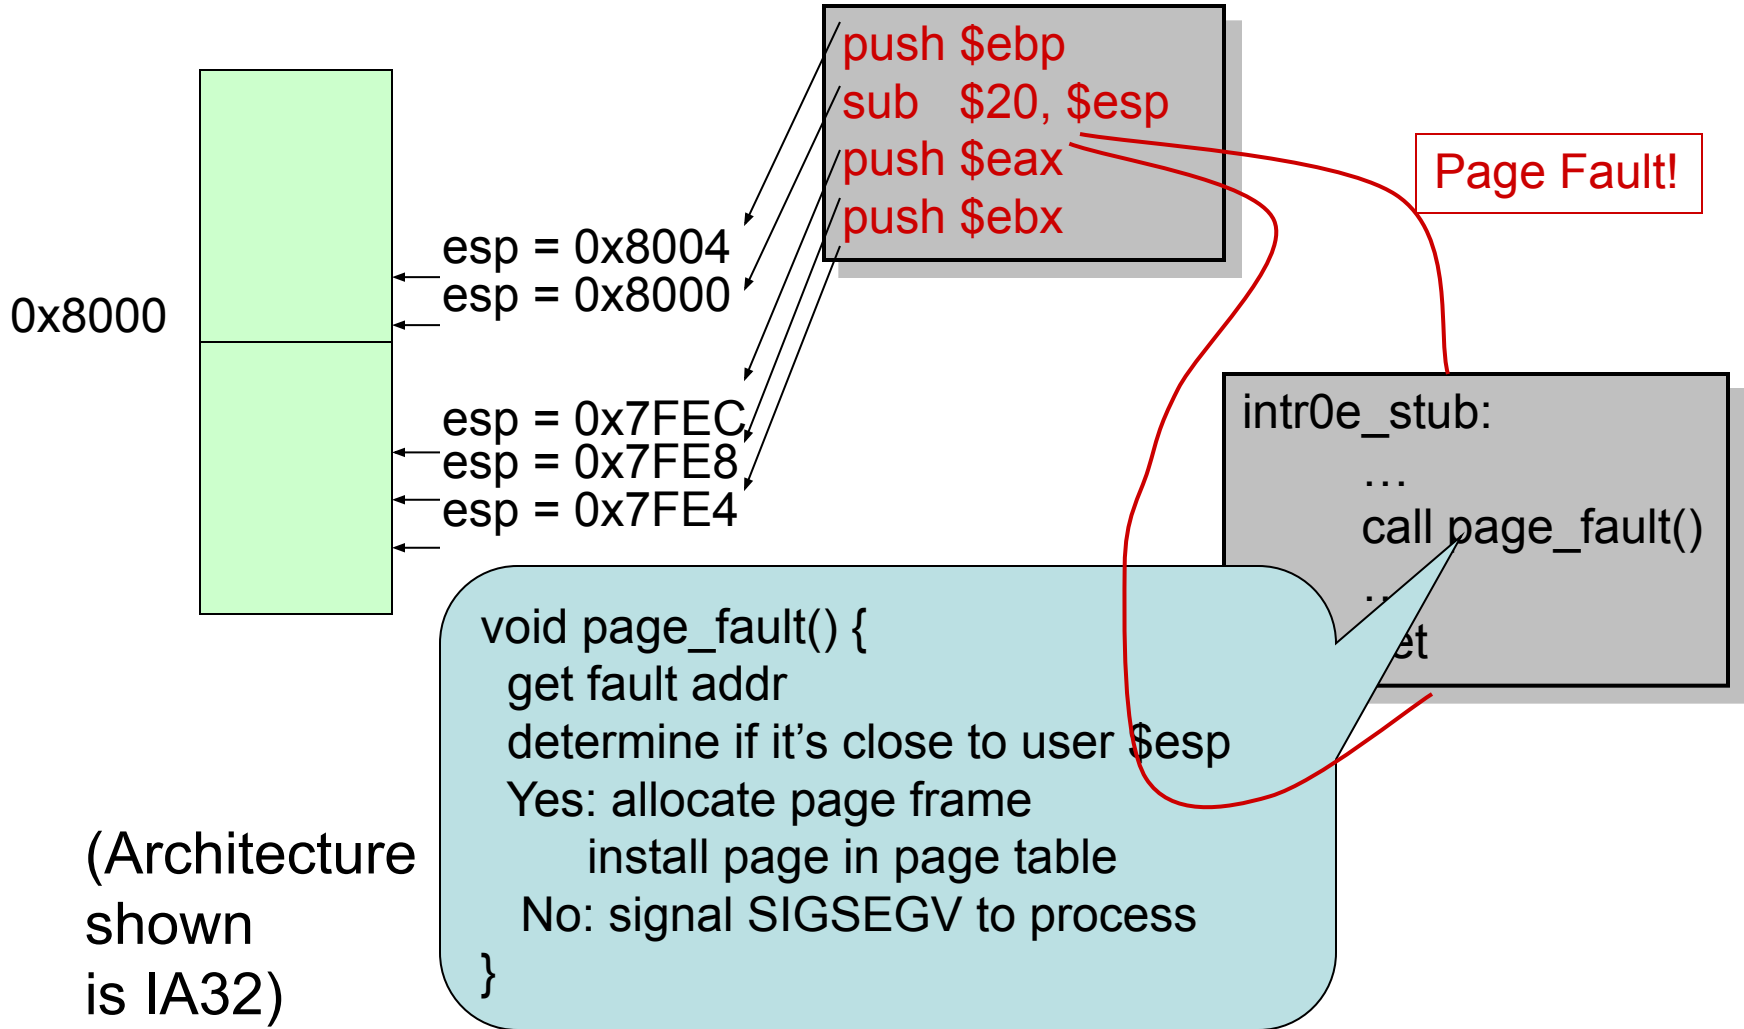 push $ebp
sub $20, $esp
push $eax
push $ebx
Page Fault!
esp = 0x8004
esp = 0x8000
0x8000
esp = 0x7FEC
esp = 0x7FE8
esp = 0x7FE4
intr0e_stub:
…
call page_fault()
void page_fault() {
get fault addr
determine if it’s close to user $esp
Yes: allocate page frame
install page in page table
No: signal SIGSEGV to process
}
(Architecture
shown
is IA32)